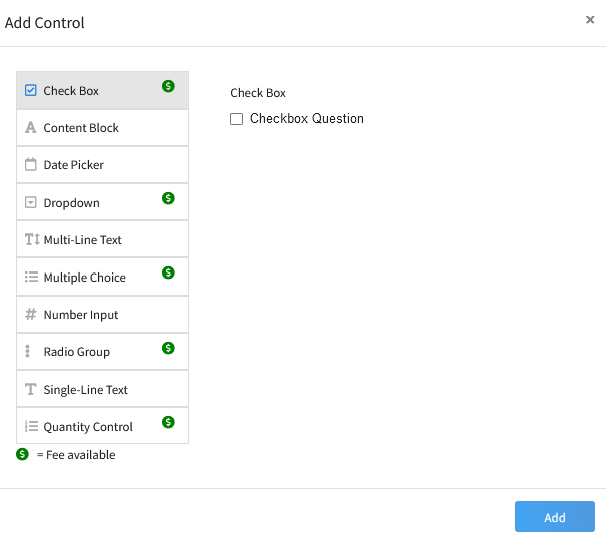 Add Control
×
Check Box
Content Block
Date Picker
Dropdown
Multi-Line Text
Multiple Choice
Number Input
Radio Group
Single-Line Text
Quantity Control
$ = Fee available
Check Box
Checkbox Question
Add